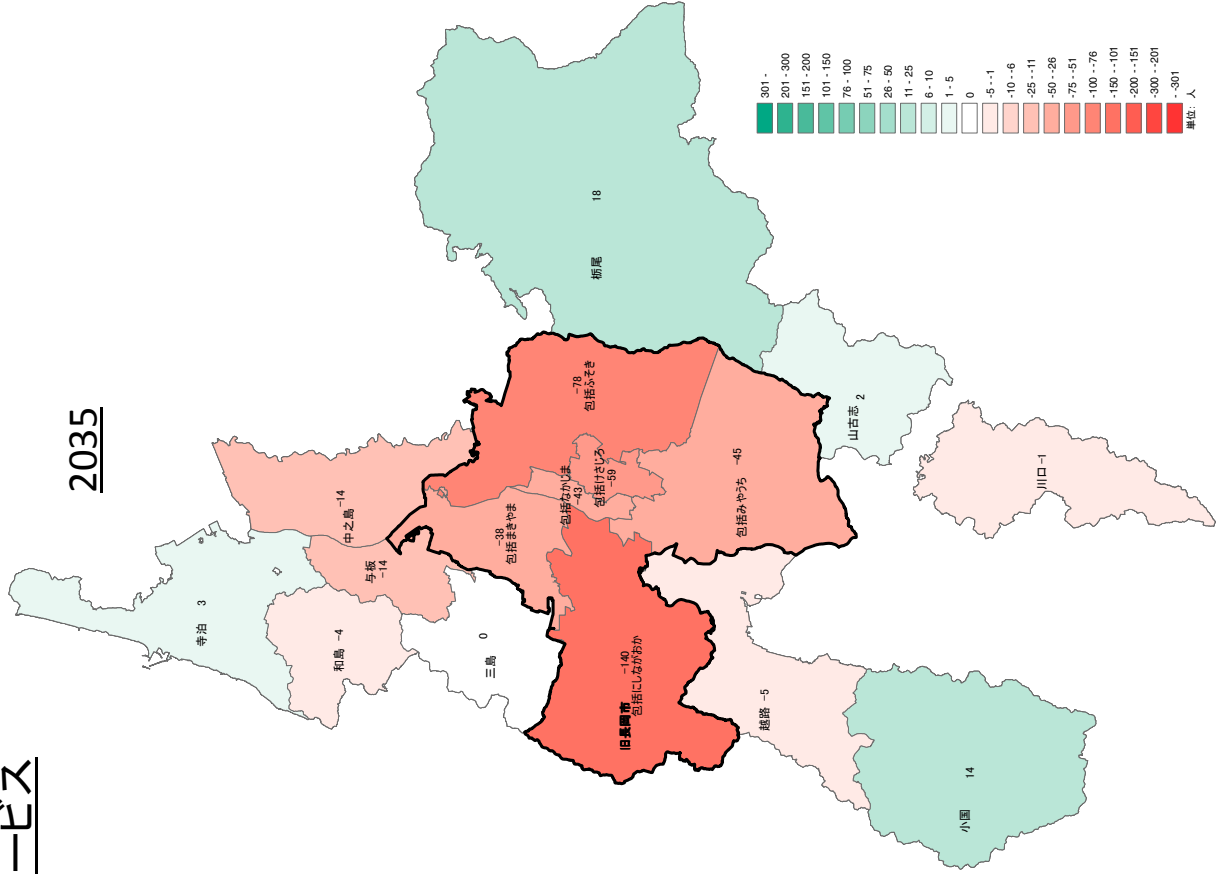 ービス
2035
寺泊 3
和島 -4
中之島 -14
与板
-14
三島 0
-38
包括まきやま
包括なかじま
-43
包括けさじろ
-59
-78
包括ふそき
栃尾 18
旧長岡市
-140
包括にしながおか
包括みやうち -45
山古志 2
越路 -5
川口 -1
小国 14
301 -
201 - 300
151 - 200
101 - 150
76 - 100
51 - 75
26 - 50
11 - 25
6 - 10
1 - 5
0
-5 - -1
-10 - -6
-25 - -11
-50 - -26
-75 - -51
-100 - -76
-150 - -101
-200 - -151
-300 - -201
- -301
単位: 人